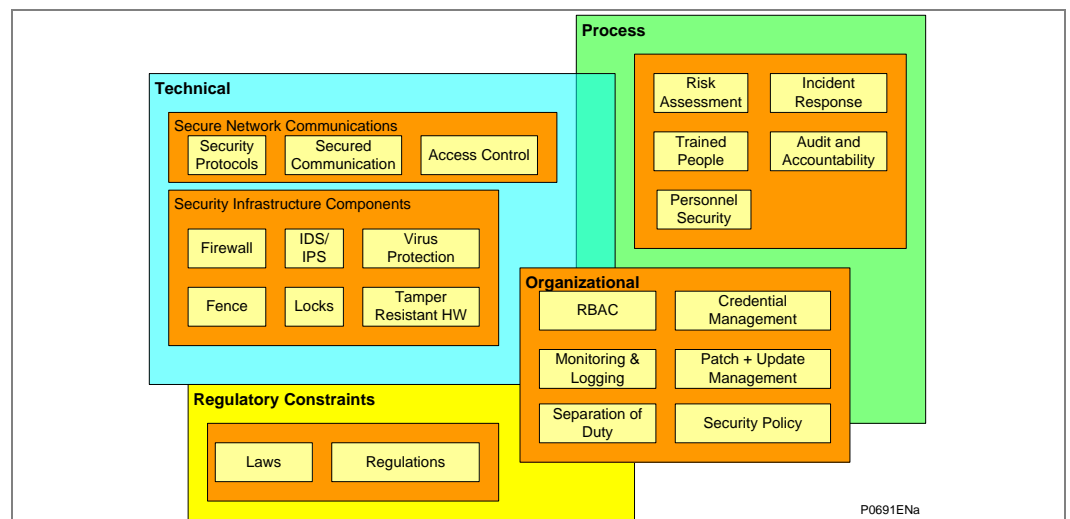 Process
Risk
Assessment
Incident
Response
Trained
People
Audit and
Accountability
Personnel
Security
Technical
Secure Network Communications
Security
Protocols
Secured
Communication
Access Control
Security Infrastructure Components
Firewall
IDS/
IPS
Virus
Protection
Fence
Locks
Tamper
Resistant HW
Organizational
RBAC
Credential
Management
Monitoring &
Logging
Patch + Update
Management
Separation of
Duty
Security Policy
Regulatory Constraints
Laws
Regulations
P0691ENa